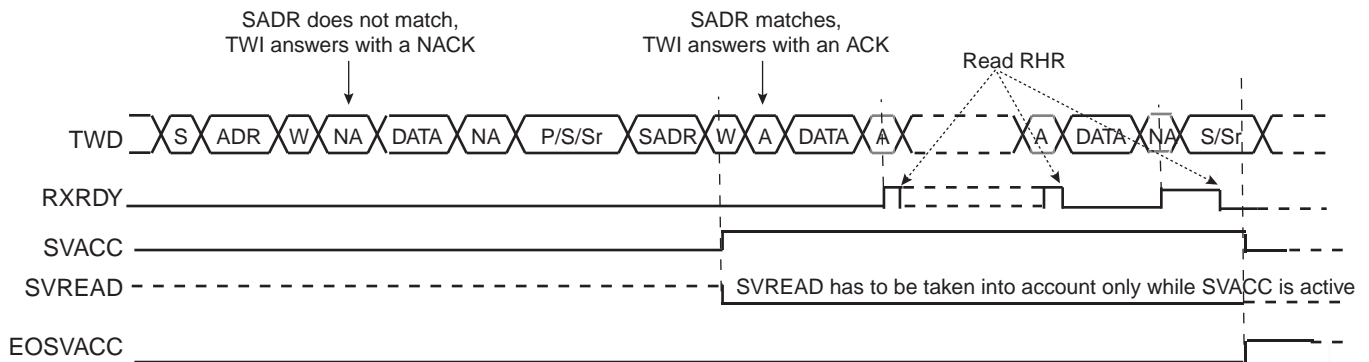 SADR does not match,
TWI answers with a NACK
SADR matches,
TWI answers with an ACK
Read RHR
TWD S ADR W NA DATA NA P/S/Sr SADR W A DATA A A DATA NA S/Sr
RXRDY
SVACC
SVREAD SVREAD has to be taken into account only while SVACC is active
EOSVACC